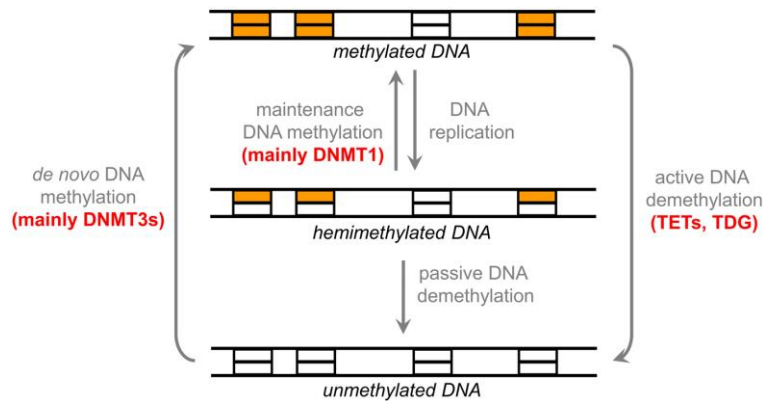 methylated DNA
maintenance
DNA methylation
(mainly DNMT1)
DNA
replication
de novo DNA
methylation
(mainly DNMT3s)
active DNA
demethylation
(TETs, TDG)
hemimethylated DNA
passive DNA
demethylation
unmethylated DNA